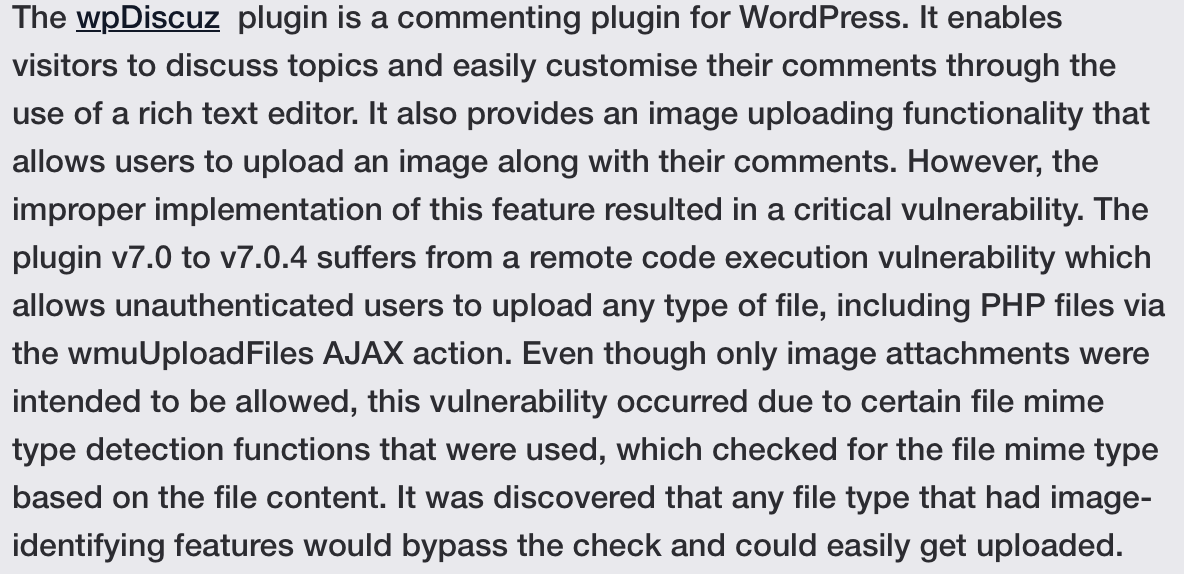 The wpDiscuz plugin is a commenting plugin for WordPress. It enables
visitors to discuss topics and easily customise their comments through the
use of a rich text editor. It also provides an image uploading functionality that
allows users to upload an image along with their comments. However, the
improper implementation of this feature resulted in a critical vulnerability. The
plugin v7.0 to v7.0.4 suffers from a remote code execution vulnerability which
allows unauthenticated users to upload any type of file, including PHP files via
the wmuUploadFiles AJAX action. Even though only image attachments were
intended to be allowed, this vulnerability occurred due to certain file mime
type detection functions that were used, which checked for the file mime type
based on the file content. It was discovered that any file type that had image-
identifying features would bypass the check and could easily get uploaded.